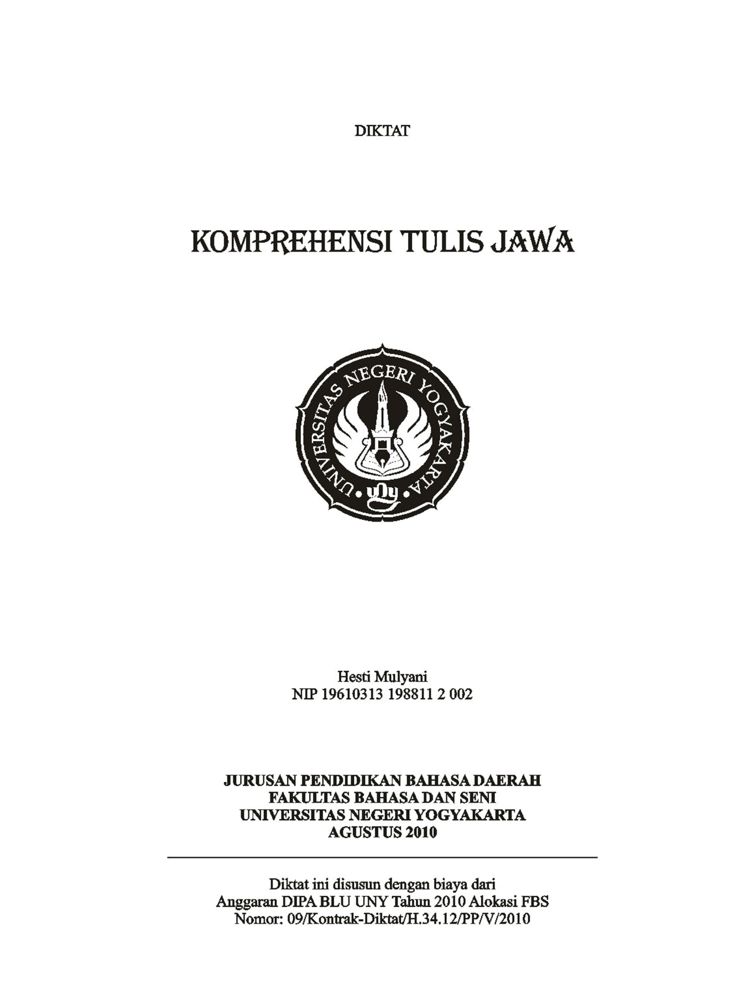 DIKTAT
KOMPREHENSI TULIS JAWA
UNIVERSITAS NEGERI YOGYAKARTA
uny
Hesti Mulyani
NIP 19610313 198811 2 002
JURUSAN PENDIDIKAN BAHASA DAERAH
FAKULTAS BAHASA DAN SENI
UNIVERSITAS NEGERI YOGYAKARTA
AGUSTUS 2010
Diktat ini disusun dengan biaya dari
Anggaran DIPA BLU UNY Tahun 2010 Alokasi FBS
Nomor: 09/Kontrak-Diktat/H.34.12/PP/V/2010